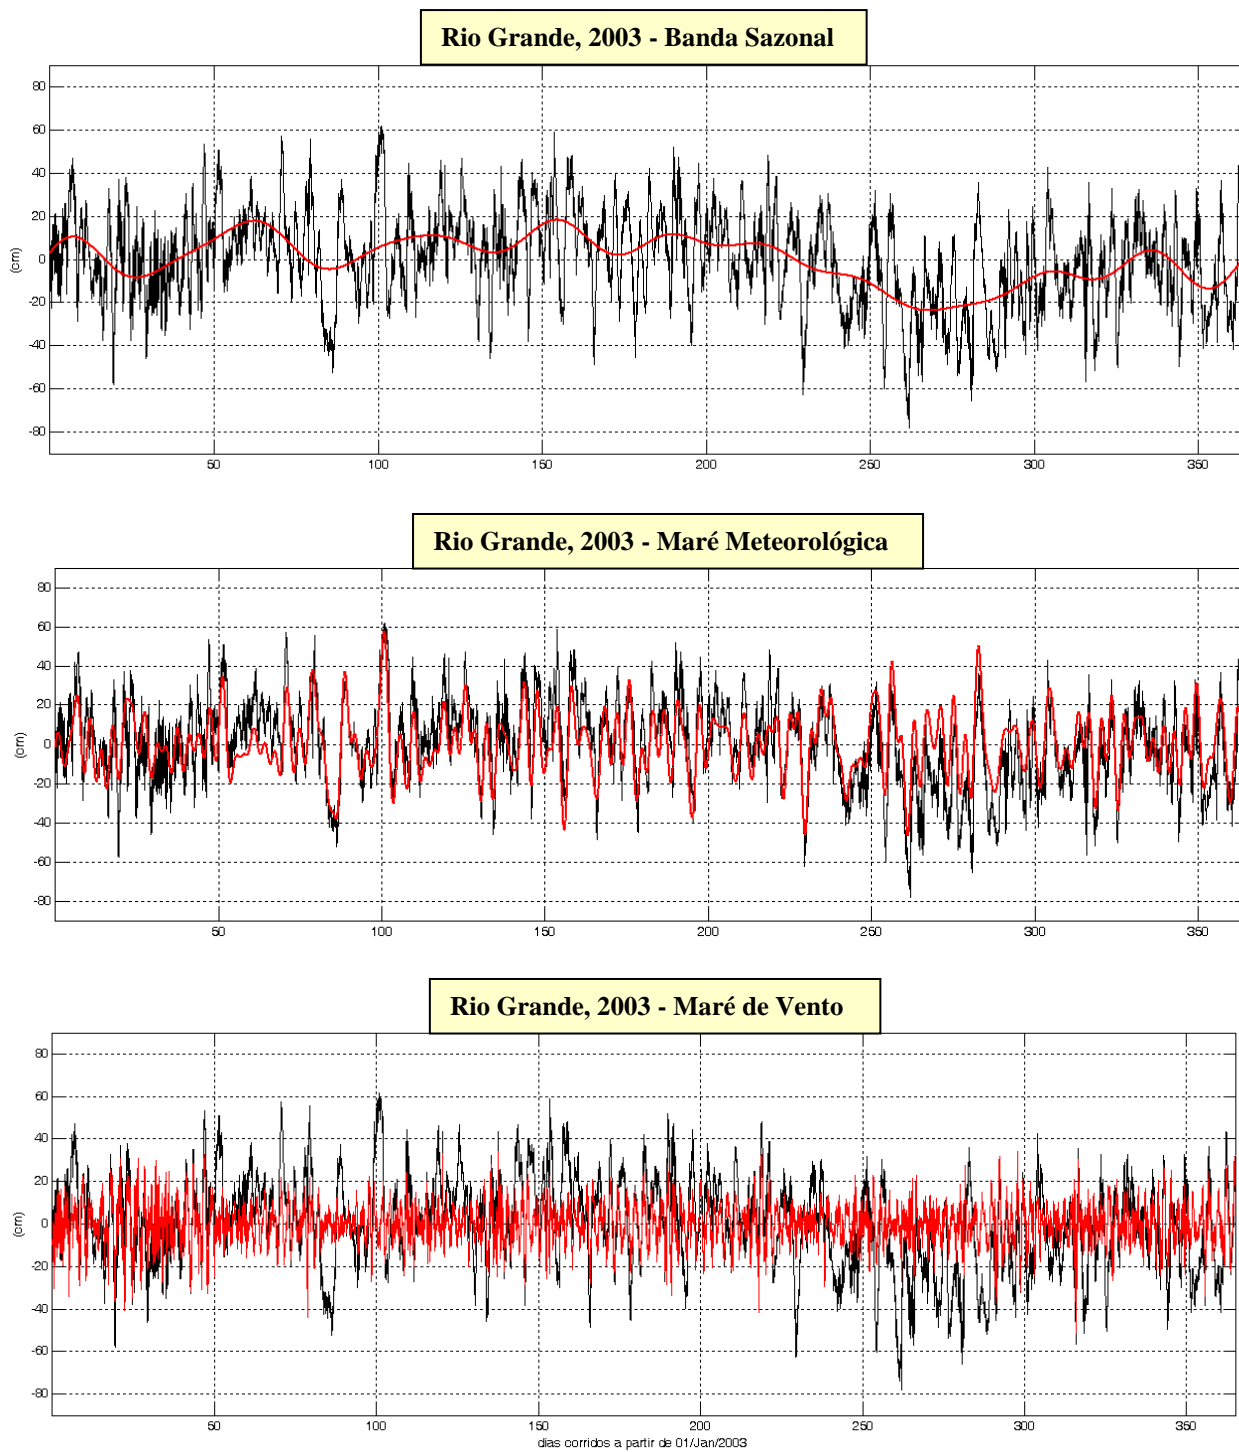 Rio Grande, 2003 - Banda Sazonal
80
60
40
20
0
-20
-40
-60
-80
(cm)
50 100 150 200 250 300 350
Rio Grande, 2003 - Maré Meteorológica
80
60
40
20
0
-20
-40
-60
-80
(cm)
50 100 150 200 250 300 350
Rio Grande, 2003 - Maré de Vento
80
60
40
20
0
-20
-40
-60
-80
(cm)
50 100 150 200 250 300 350
dias corridos a partir de 01/Jan/2003